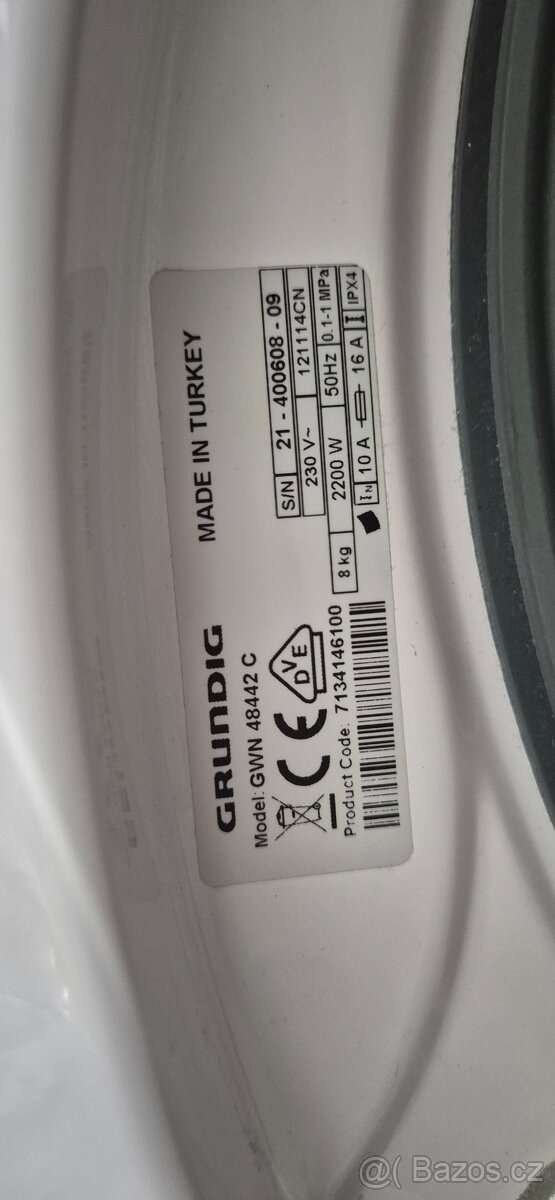 GRUNDIG
MADE IN TURKEY
Model: GWN 48442 C
S/N 21 - 400608 - 09
230 V~ 121114CN
8 kg 2200 W 50Hz 0.1-1 MPa
IN 10 A 16 A IPX4
CE
D V E
Product Code: 7134146100
@( Bazos.cz